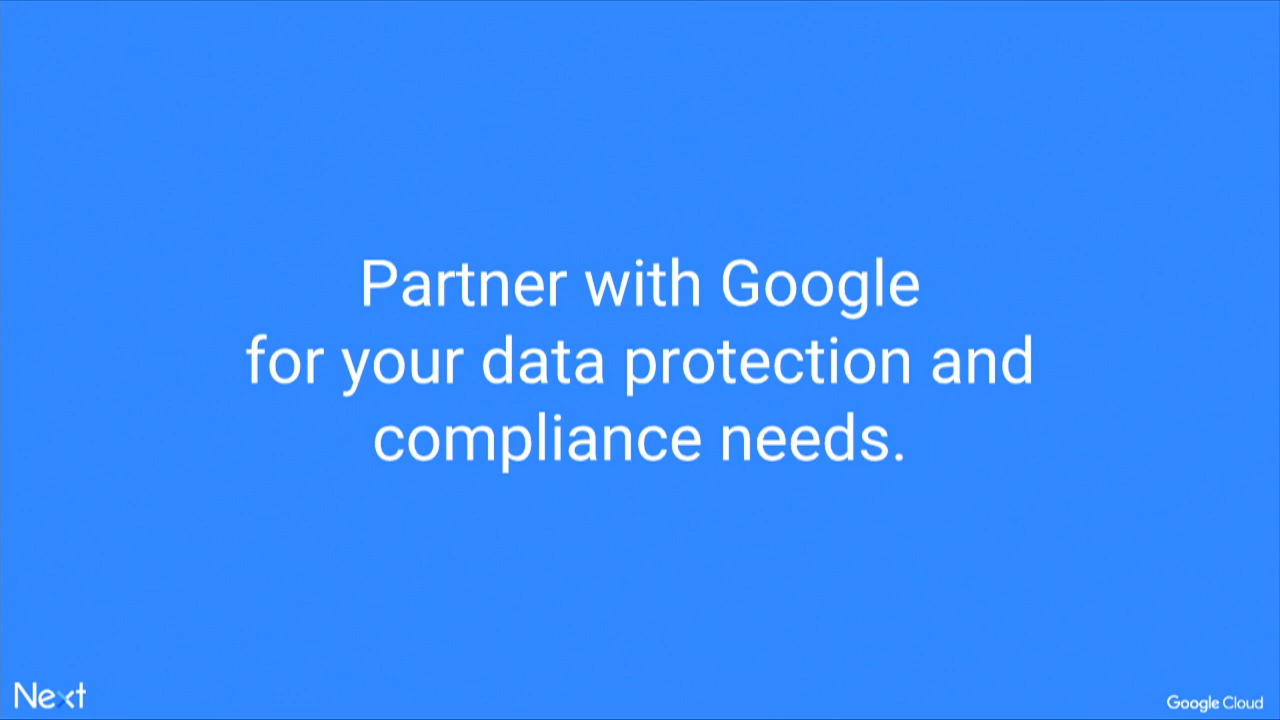 Partner with Google
for your data protection and
compliance needs.
Next
Google Cloud